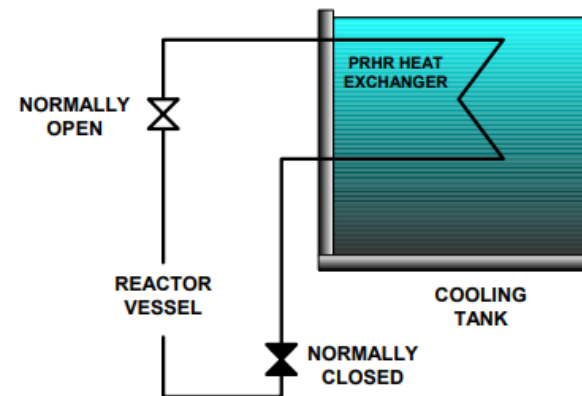 PRHR HEAT
EXCHANGER
NORMALLY
OPEN
REACTOR
VESSEL
COOLING
TANK
NORMALLY
CLOSED